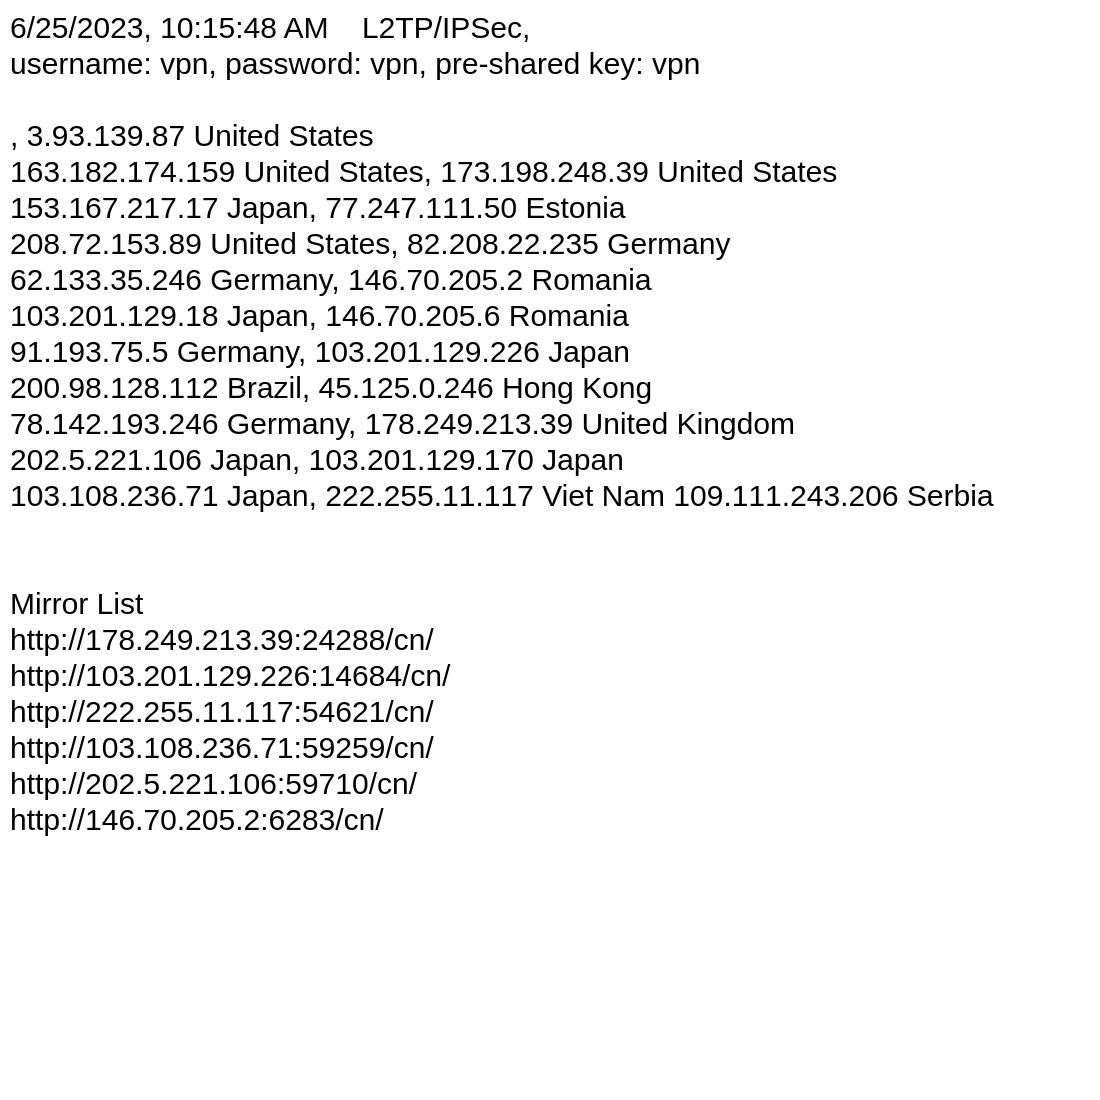 6/25/2023, 10:15:48 AM    L2TP/IPSec,
username: vpn, password: vpn, pre-shared key: vpn
, 3.93.139.87 United States
163.182.174.159 United States, 173.198.248.39 United States
153.167.217.17 Japan, 77.247.111.50 Estonia
208.72.153.89 United States, 82.208.22.235 Germany
62.133.35.246 Germany, 146.70.205.2 Romania
103.201.129.18 Japan, 146.70.205.6 Romania
91.193.75.5 Germany, 103.201.129.226 Japan
200.98.128.112 Brazil, 45.125.0.246 Hong Kong
78.142.193.246 Germany, 178.249.213.39 United Kingdom
202.5.221.106 Japan, 103.201.129.170 Japan
103.108.236.71 Japan, 222.255.11.117 Viet Nam 109.111.243.206 Serbia
Mirror List
http://178.249.213.39:24288/cn/
http://103.201.129.226:14684/cn/
http://222.255.11.117:54621/cn/
http://103.108.236.71:59259/cn/
http://202.5.221.106:59710/cn/
http://146.70.205.2:6283/cn/